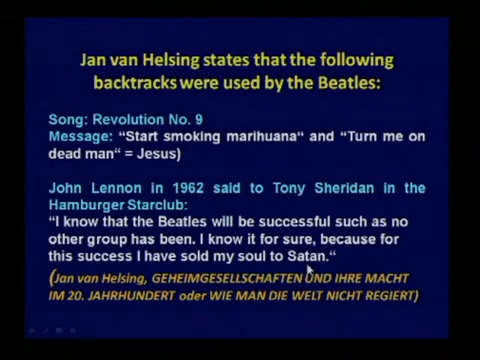 Jan van Helsing states that the following
backtracks were used by the Beatles:
Song: Revolution No. 9
Message: “Start smoking marihuana“ and “Turn me on
dead man“ = Jesus)
John Lennon in 1962 said to Tony Sheridan in the
Hamburger Starclub:
“I know that the Beatles will be successful such as no
other group has been. I know it for sure, because for
this success I have sold my soul to Satan.“
(Jan van Helsing, GEHEIMGESELLSCHAFTEN UND IHRE MACHT
IM 20. JAHRHUNDERT oder WIE MAN DIE WELT NICHT REGIERT)